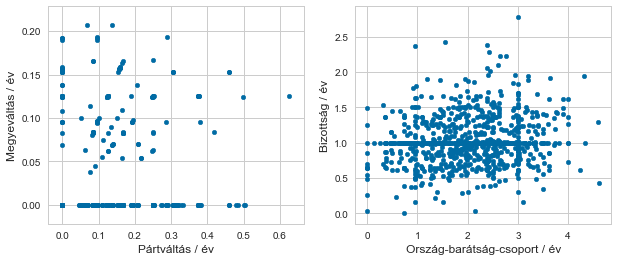 0.20
0.15
0.10
0.05
0.00
Megyeváltás / év
0.0 0.1 0.2 0.3 0.4 0.5 0.6
Pártváltás / év
2.5
2.0
1.5
1.0
0.5
0.0
Bizottság / év
0 1 2 3 4
Ország-barátság-csoport / év